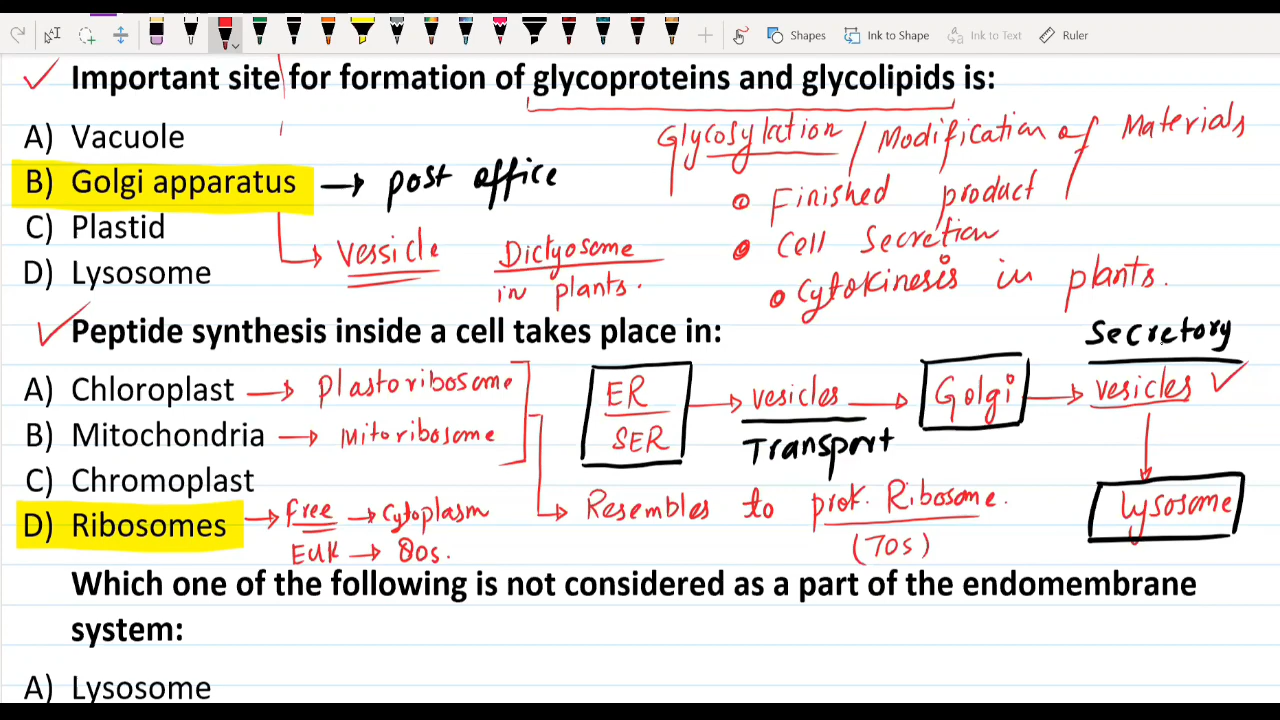 Shapes Ink to Shape Ink to Text Ruler
Important site for formation of glycoproteins and glycolipids is:
Glycosylation / Modification of Materials
A) Vacuole
B) Golgi apparatus → post office
• Finished product
C) Plastid
• Cell Secretion
vessicle Dictyosome
in plants.
D) Lysosome
• Cytokinesis in plants.
Peptide synthesis inside a cell takes place in:
Secretory
A) Chloroplast → Plastoribosome
ER
SER → vesicles → Golgi → vesicles ✓
Transport
B) Mitochondria → Mitoribosome
C) Chromoplast
Lysosome
Resembles to prok. Ribosome.
(70s)
D) Ribosomes → free → Cytoplasm
EUK → 80s.
Which one of the following is not considered as a part of the endomembrane
system:
A) Lysosome